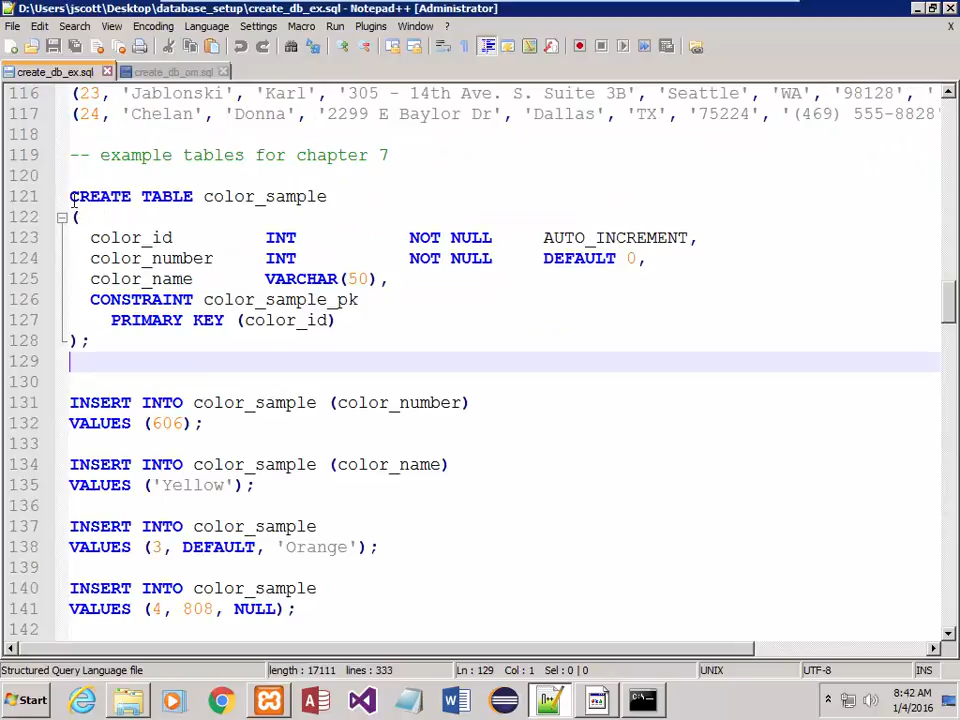 D:\Users\jscott\Desktop\database_setup\create_db_ex.sql - Notepad++ [Administrator]
File Edit Search View Encoding Language Settings Macro Run Plugins Window ? X
create_db_ex.sql create_db_om.sql
116 (23, 'Jablonski', 'Karl', '305 - 14th Ave. S. Suite 3B', 'Seattle', 'WA', '98128', '
117 (24, 'Chelan', 'Donna', '2299 E Baylor Dr', 'Dallas', 'TX', '75224', '(469) 555-8828'
118
119 -- example tables for chapter 7
120
121 CREATE TABLE color_sample
122 (
123 color_id INT NOT NULL AUTO_INCREMENT,
124 color_number INT NOT NULL DEFAULT 0,
125 color_name VARCHAR(50),
126 CONSTRAINT color_sample_pk
127 PRIMARY KEY (color_id)
128 );
129
130
131 INSERT INTO color_sample (color_number)
132 VALUES (606);
133
134 INSERT INTO color_sample (color_name)
135 VALUES ('Yellow');
136
137 INSERT INTO color_sample
138 VALUES (3, DEFAULT, 'Orange');
139
140 INSERT INTO color_sample
141 VALUES (4, 808, NULL);
142
Structured Query Language file length : 17111 lines : 333 Ln : 129 Col : 1 Sel : 0 | 0 UNIX UTF-8 INS
Start 8:42 AM
1/4/2016